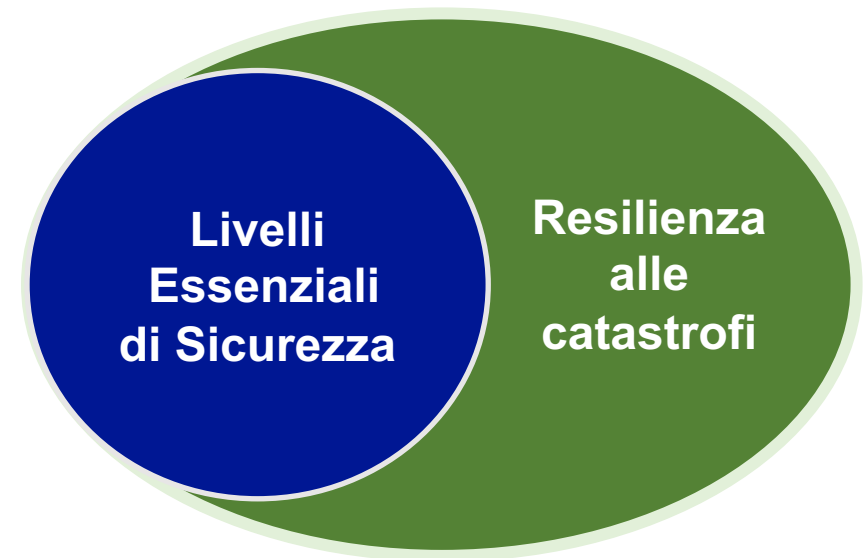 Livelli
Essenziali
di Sicurezza
Resilienza
alle
catastrofi